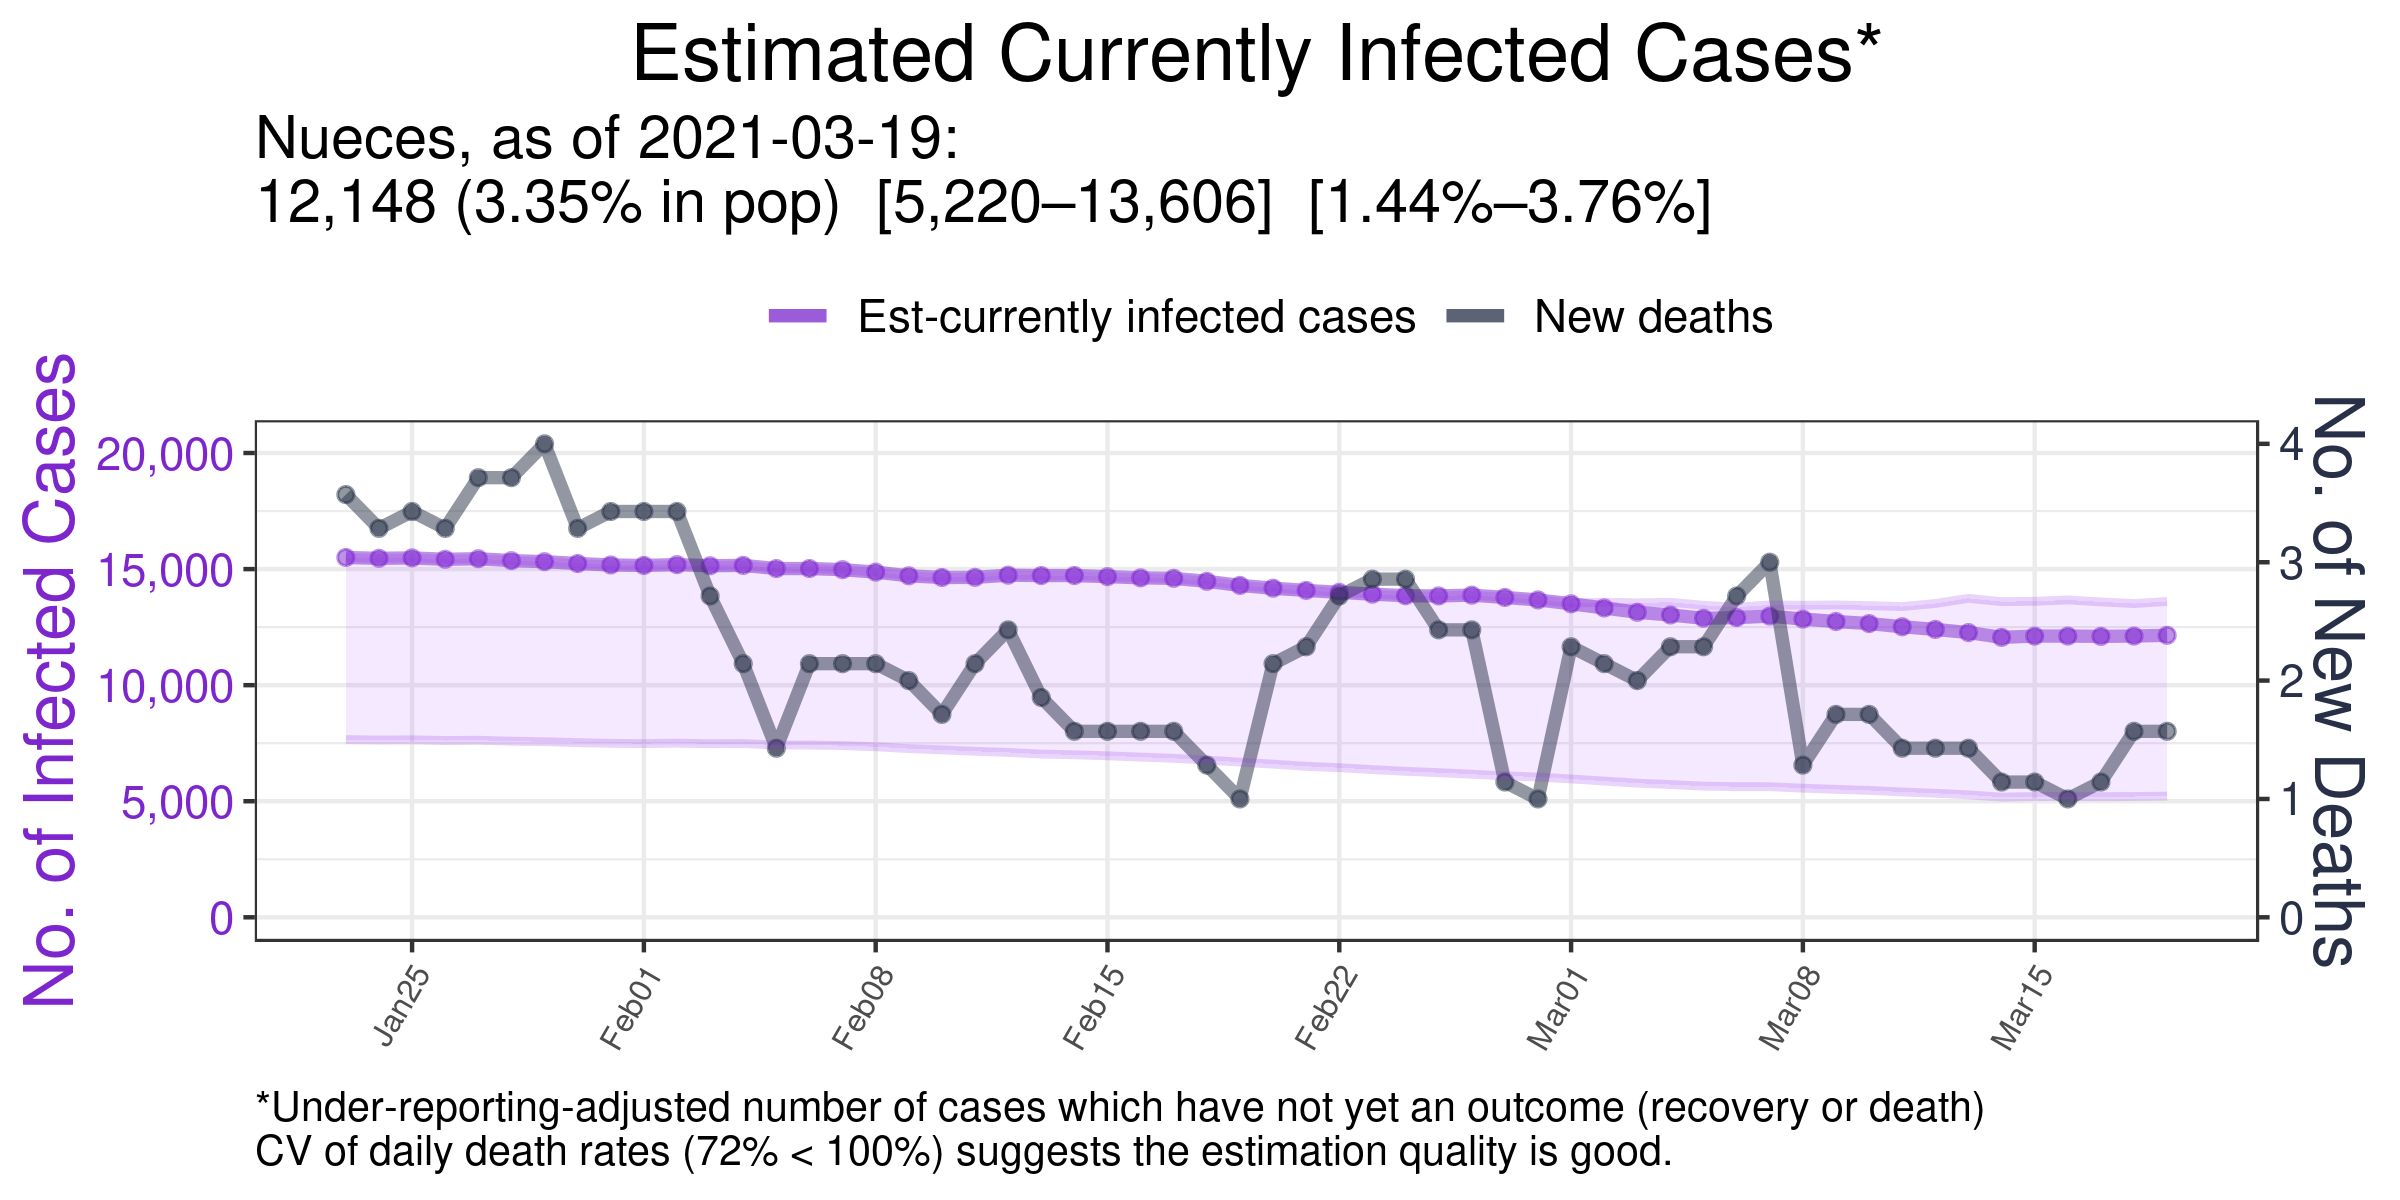 Estimated Currently Infected Cases*
Nueces, as of 2021-03-19:
12,148 (3.35% in pop)  [5,220–13,606]  [1.44%–3.76%]
Est-currently infected cases
New deaths
No. of Infected Cases
20,000
15,000
10,000
5,000
0
4
3
2
1
0
No. of New Deaths
Jan25
Feb01
Feb08
Feb15
Feb22
Mar01
Mar08
Mar15
*Under-reporting-adjusted number of cases which have not yet an outcome (recovery or death)
CV of daily death rates (72% < 100%) suggests the estimation quality is good.